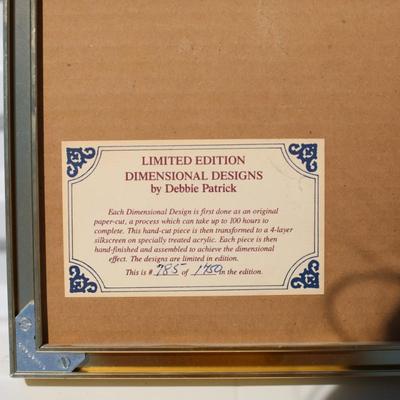 LIMITED EDITION
DIMENSIONAL DESIGNS
by Debbie Patrick
Each Dimensional Design is first done as an original
paper-cut, a process which can take up to 100 hours to
complete. This hand-cut piece is then transformed to a 4-layer
silkscreen on specially treated acrylic. Each piece is then
hand-finished and assembled to achieve the dimensional
effect. The designs are limited in edition.
This is # 785 of 1750 in the edition.